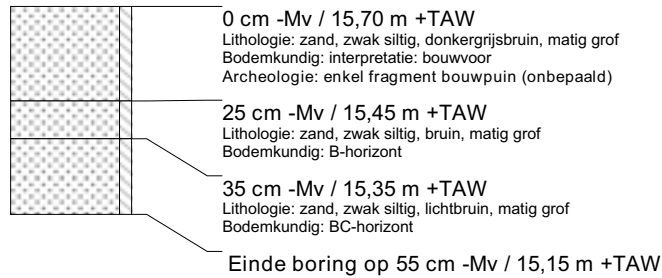 0 cm -Mv / 15,70 m +TAW
Lithologie: zand, zwak siltig, donkergrijsbruin, matig grof
Bodemkundig: interpretatie: bouwvoor
Archeologie: enkel fragment bouwpuin (onbepaald)
25 cm -Mv / 15,45 m +TAW
Lithologie: zand, zwak siltig, bruin, matig grof
Bodemkundig: B-horizont
35 cm -Mv / 15,35 m +TAW
Lithologie: zand, zwak siltig, lichtbruin, matig grof
Bodemkundig: BC-horizont
Einde boring op 55 cm -Mv / 15,15 m +TAW